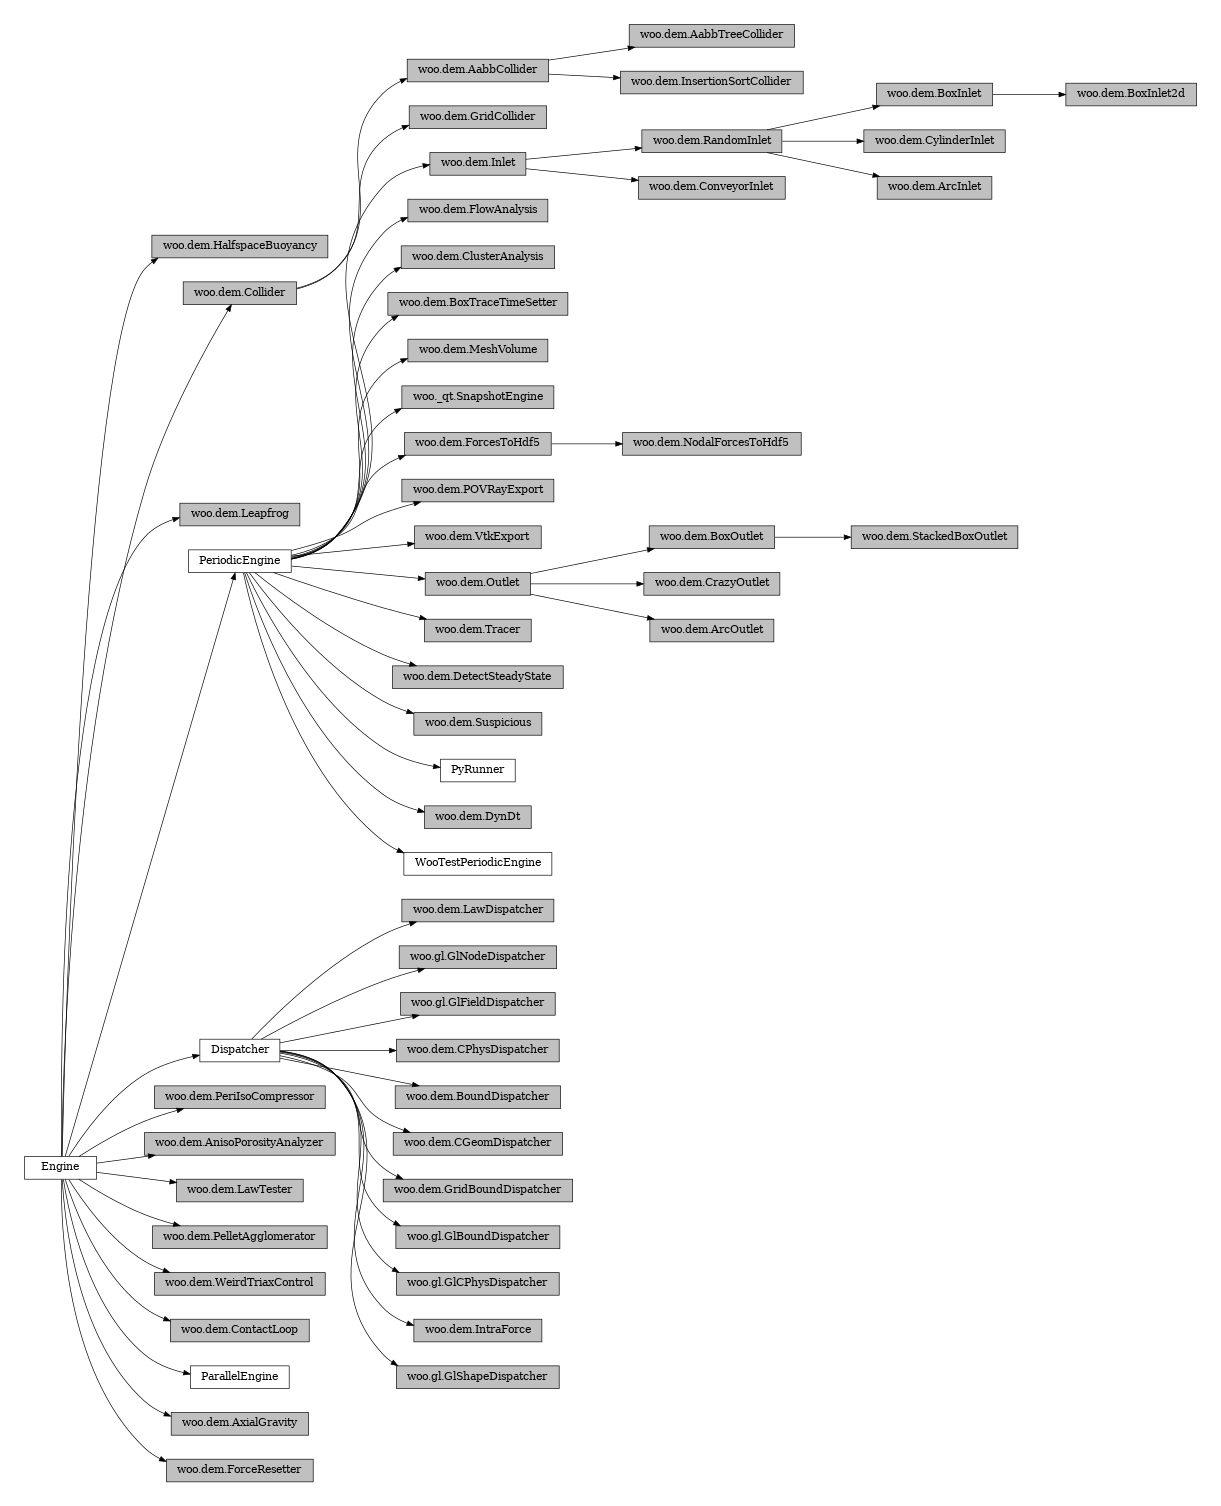 woo.dem.AabbTreeCollider
woo.dem.AabbCollider
woo.dem.InsertionSortCollider
woo.dem.BoxInlet
woo.dem.BoxInlet2d
woo.dem.GridCollider
woo.dem.RandomInlet
woo.dem.CylinderInlet
woo.dem.Inlet
woo.dem.ConveyorInlet
woo.dem.ArcInlet
woo.dem.FlowAnalysis
woo.dem.HalfspaceBuoyancy
woo.dem.ClusterAnalysis
woo.dem.Collider
woo.dem.BoxTraceTimeSetter
woo.dem.MeshVolume
woo._qt.SnapshotEngine
woo.dem.ForcesToHdf5
woo.dem.NodalForcesToHdf5
woo.dem.POVRayExport
woo.dem.Leapfrog
woo.dem.VtkExport
woo.dem.BoxOutlet
woo.dem.StackedBoxOutlet
PeriodicEngine
woo.dem.Outlet
woo.dem.CrazyOutlet
woo.dem.Tracer
woo.dem.ArcOutlet
woo.dem.DetectSteadyState
woo.dem.Suspicious
PyRunner
woo.dem.DynDt
WooTestPeriodicEngine
woo.dem.LawDispatcher
woo.gl.GlNodeDispatcher
woo.gl.GlFieldDispatcher
Dispatcher
woo.dem.CPhysDispatcher
woo.dem.PeriIsoCompressor
woo.dem.BoundDispatcher
woo.dem.AnisoPorosityAnalyzer
woo.dem.CGeomDispatcher
Engine
woo.dem.LawTester
woo.dem.GridBoundDispatcher
woo.dem.PelletAgglomerator
woo.gl.GlBoundDispatcher
woo.dem.WeirdTriaxControl
woo.gl.GlCPhysDispatcher
woo.dem.ContactLoop
woo.dem.IntraForce
ParallelEngine
woo.gl.GlShapeDispatcher
woo.dem.AxialGravity
woo.dem.ForceResetter